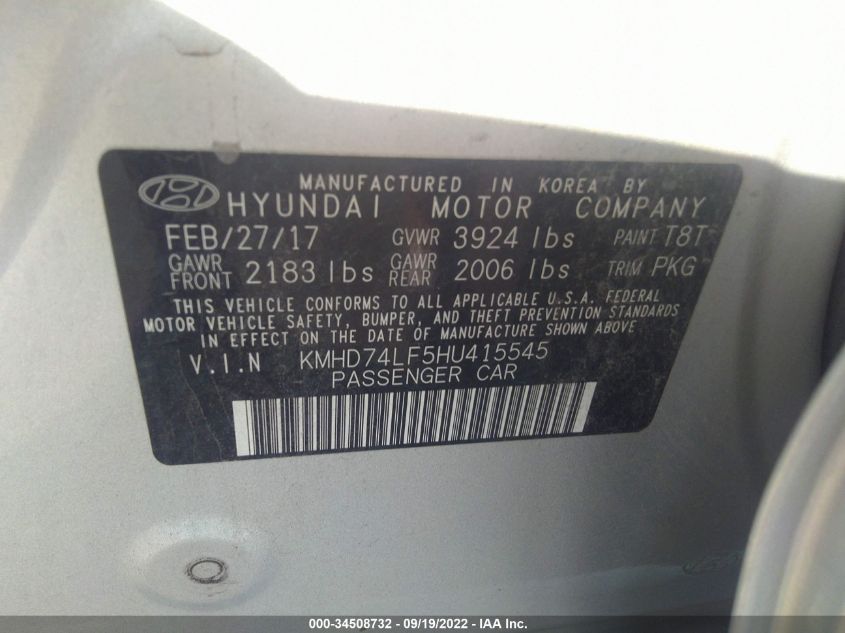 MANUFACTURED IN KOREA BY
HYUNDAI MOTOR COMPANY
FEB/27/17 GVWR 3924 lbs PAINT T8T
GAWR FRONT 2183 lbs GAWR REAR 2006 lbs TRIM PKG
THIS VEHICLE CONFORMS TO ALL APPLICABLE U.S.A. FEDERAL
MOTOR VEHICLE SAFETY, BUMPER, AND THEFT PREVENTION STANDARDS
IN EFFECT ON THE DATE OF MANUFACTURE SHOWN ABOVE
V.I.N KMHD74LF5HU415545
PASSENGER CAR
000-34508732 - 09/19/2022 - IAA Inc.